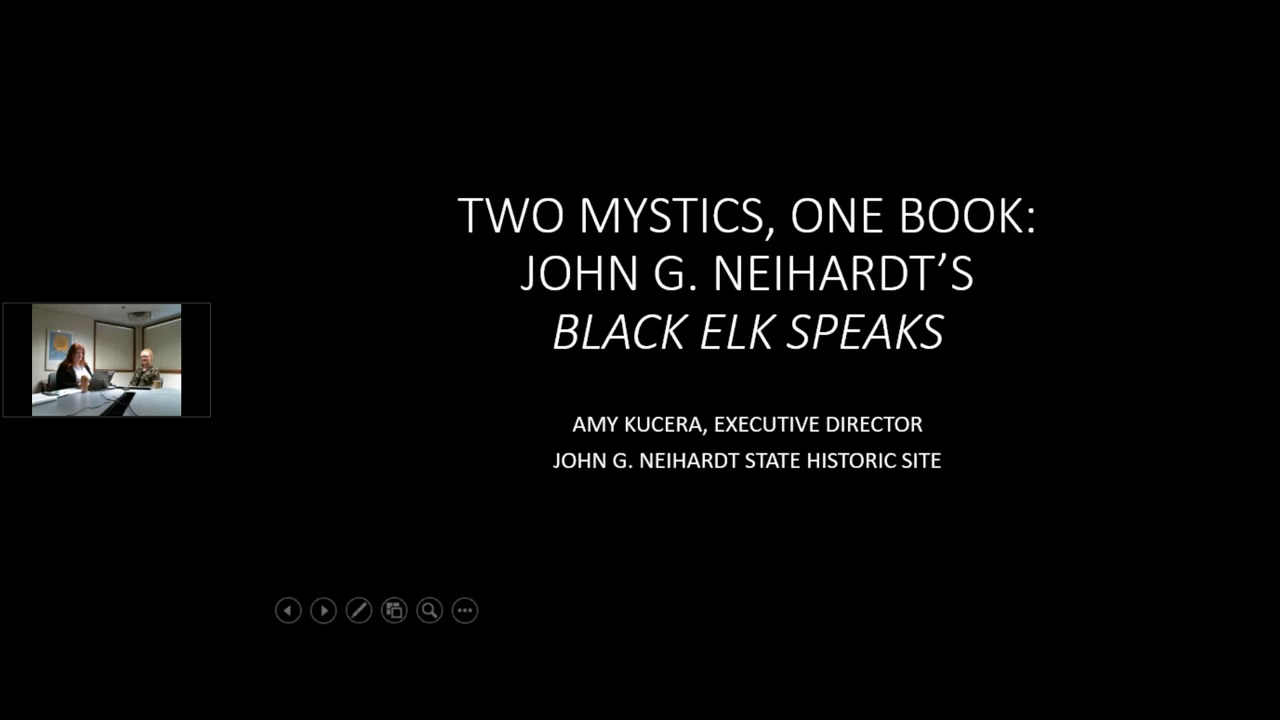 TWO MYSTICS, ONE BOOK:
JOHN G. NEIHARDT’S
BLACK ELK SPEAKS
AMY KUCERA, EXECUTIVE DIRECTOR
JOHN G. NEIHARDT STATE HISTORIC SITE